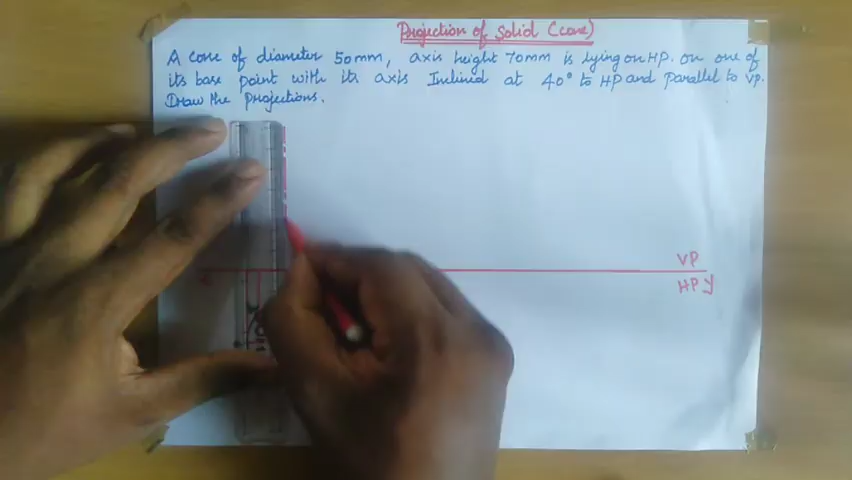 Projection of Solid (cone)
A cone of diameter 50mm, axis height 70mm is lying on HP. on one of
its base point with its axis Inclined at 40° to HP and parallel to VP.
Draw the projections.
VP
HP y